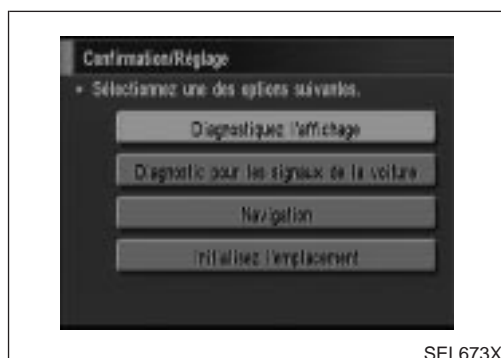 Confirmation/Réglage
• Sélectionnez une des options suivantes.
Diagnostiquez l'affichage
Diagnostic pour les signaux de la voiture
Navigation
Initialisez l'emplacement
SEL673X